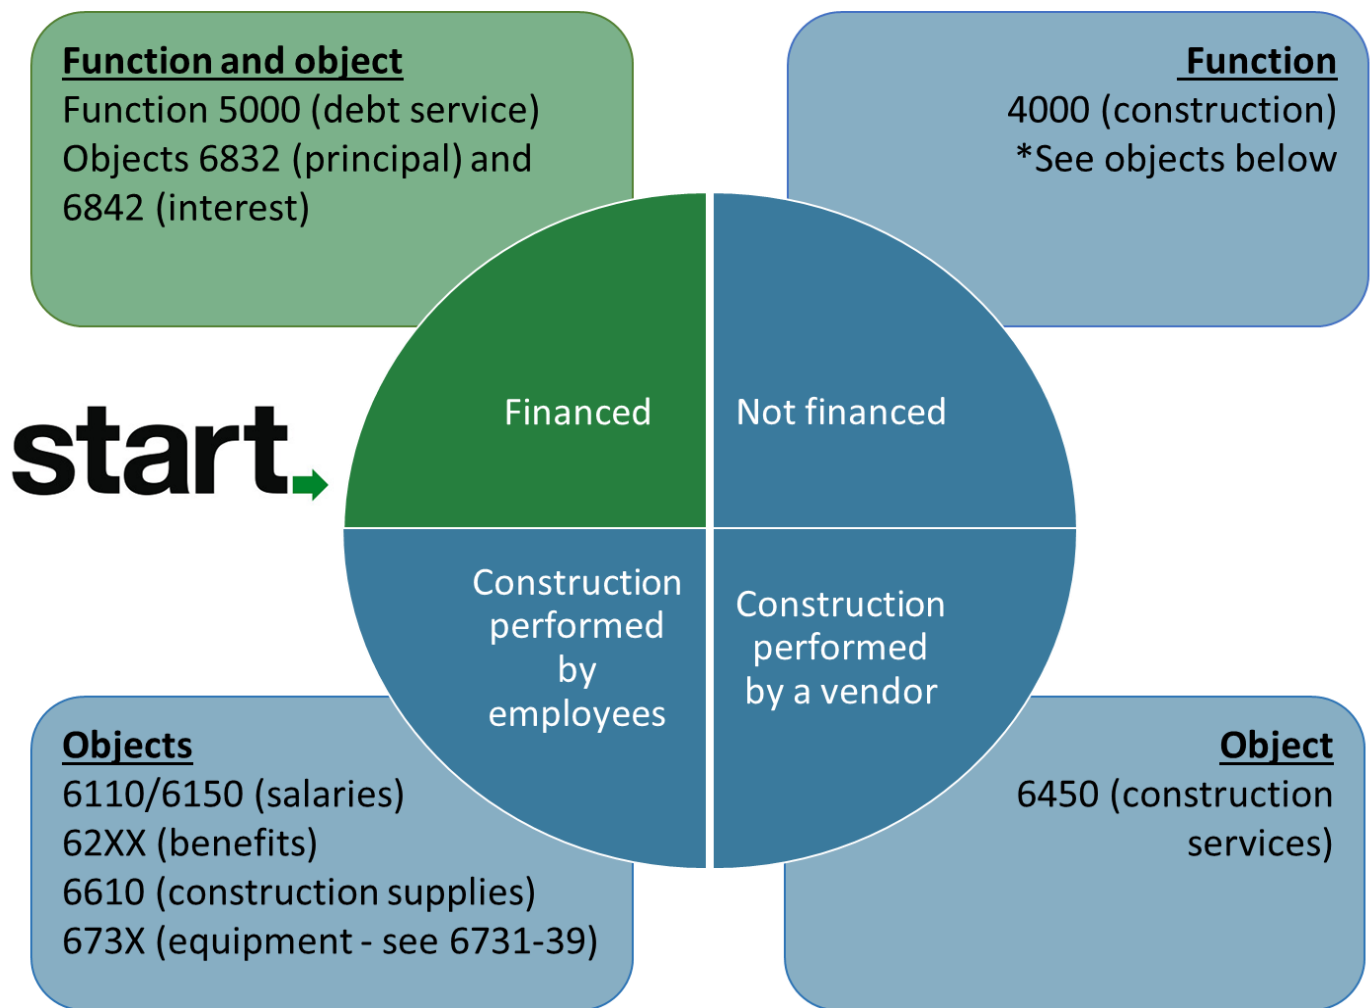 Function and object
Function 5000 (debt service)
Objects 6832 (principal) and
6842 (interest)
Function
4000 (construction)
*See objects below
start
Financed
Not financed
Construction
performed
by
employees
Construction
performed
by a vendor
Objects
6110/6150 (salaries)
62XX (benefits)
6610 (construction supplies)
673X (equipment - see 6731-39)
Object
6450 (construction
services)